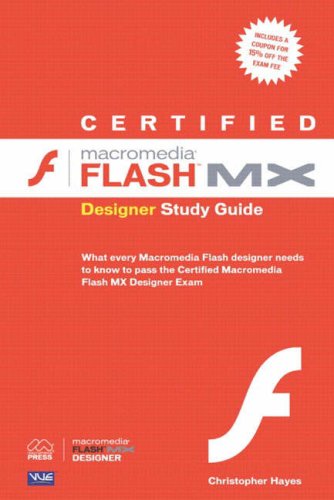 INCLUDES A
COUPON FOR
15% OFF THE
EXAM FEE
CERTIFIED
macromedia®
FLASH™ MX
Designer Study Guide
What every Macromedia Flash designer needs
to know to pass the Certified Macromedia
Flash MX Designer Exam
PRESS
VUE
macromedia®
FLASH MX
DESIGNER
Christopher Hayes